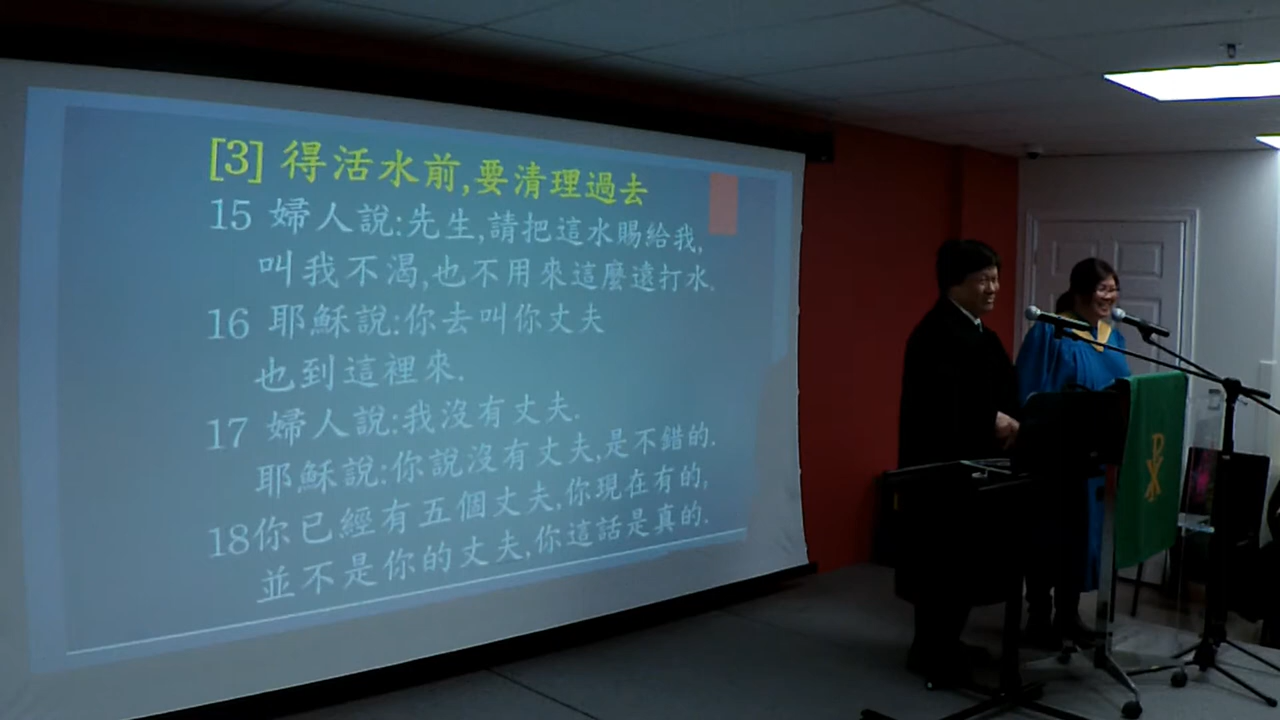 [3] 得活水前,要清理過去
15 婦人說:先生,請把這水賜給我,
叫我不渴,也不用來這麼遠打水.
16 耶穌說:你去叫你丈夫
也到這裡來.
17 婦人說:我沒有丈夫.
耶穌說:你說沒有丈夫,是不錯的.
18你已經有五個丈夫,你現在有的,
並不是你的丈夫,你這話是真的.